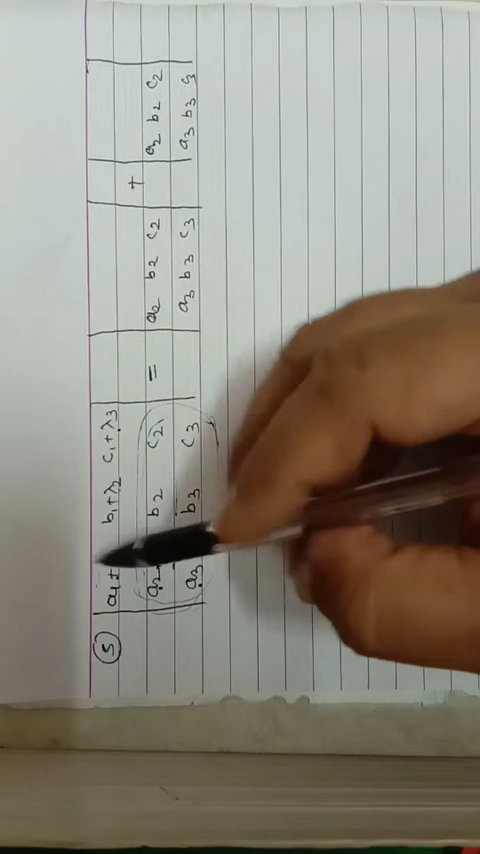 ⑤ | a₁+ b₁+λ₂ c₁+λ₃ | = | | + | |
| a₂ b₂ c₂ | | a₂ b₂ c₂ | | a₂ b₂ c₂ |
| a₃ b₃ c₃ | | a₃ b₃ c₃ | | a₃ b₃ c₃ |